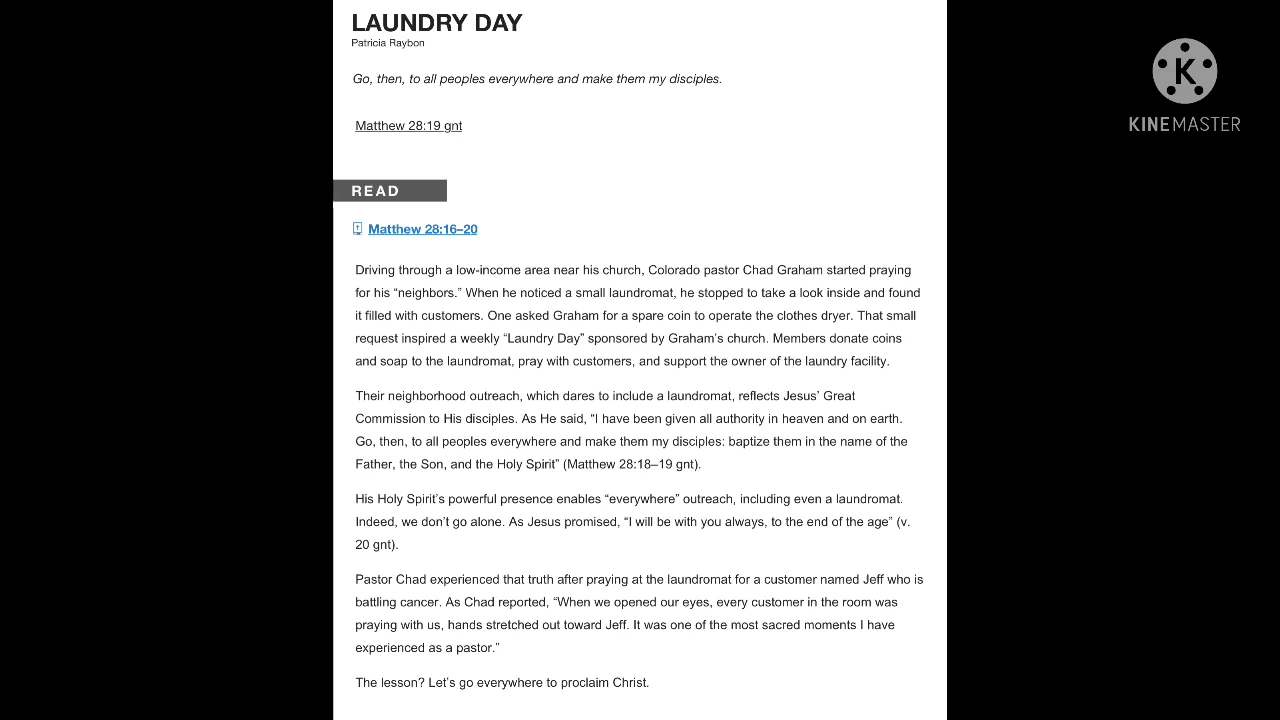 LAUNDRY DAY
Patricia Raybon
Go, then, to all peoples everywhere and make them my disciples.
Matthew 28:19 gnt
READ
Matthew 28:16–20
Driving through a low-income area near his church, Colorado pastor Chad Graham started praying
for his “neighbors.” When he noticed a small laundromat, he stopped to take a look inside and found
it filled with customers. One asked Graham for a spare coin to operate the clothes dryer. That small
request inspired a weekly “Laundry Day” sponsored by Graham’s church. Members donate coins
and soap to the laundromat, pray with customers, and support the owner of the laundry facility.
Their neighborhood outreach, which dares to include a laundromat, reflects Jesus’ Great
Commission to His disciples. As He said, “I have been given all authority in heaven and on earth.
Go, then, to all peoples everywhere and make them my disciples: baptize them in the name of the
Father, the Son, and the Holy Spirit” (Matthew 28:18–19 gnt).
His Holy Spirit’s powerful presence enables “everywhere” outreach, including even a laundromat.
Indeed, we don’t go alone. As Jesus promised, “I will be with you always, to the end of the age” (v.
20 gnt).
Pastor Chad experienced that truth after praying at the laundromat for a customer named Jeff who is
battling cancer. As Chad reported, “When we opened our eyes, every customer in the room was
praying with us, hands stretched out toward Jeff. It was one of the most sacred moments I have
experienced as a pastor.”
The lesson? Let’s go everywhere to proclaim Christ.
K
KINEMASTER